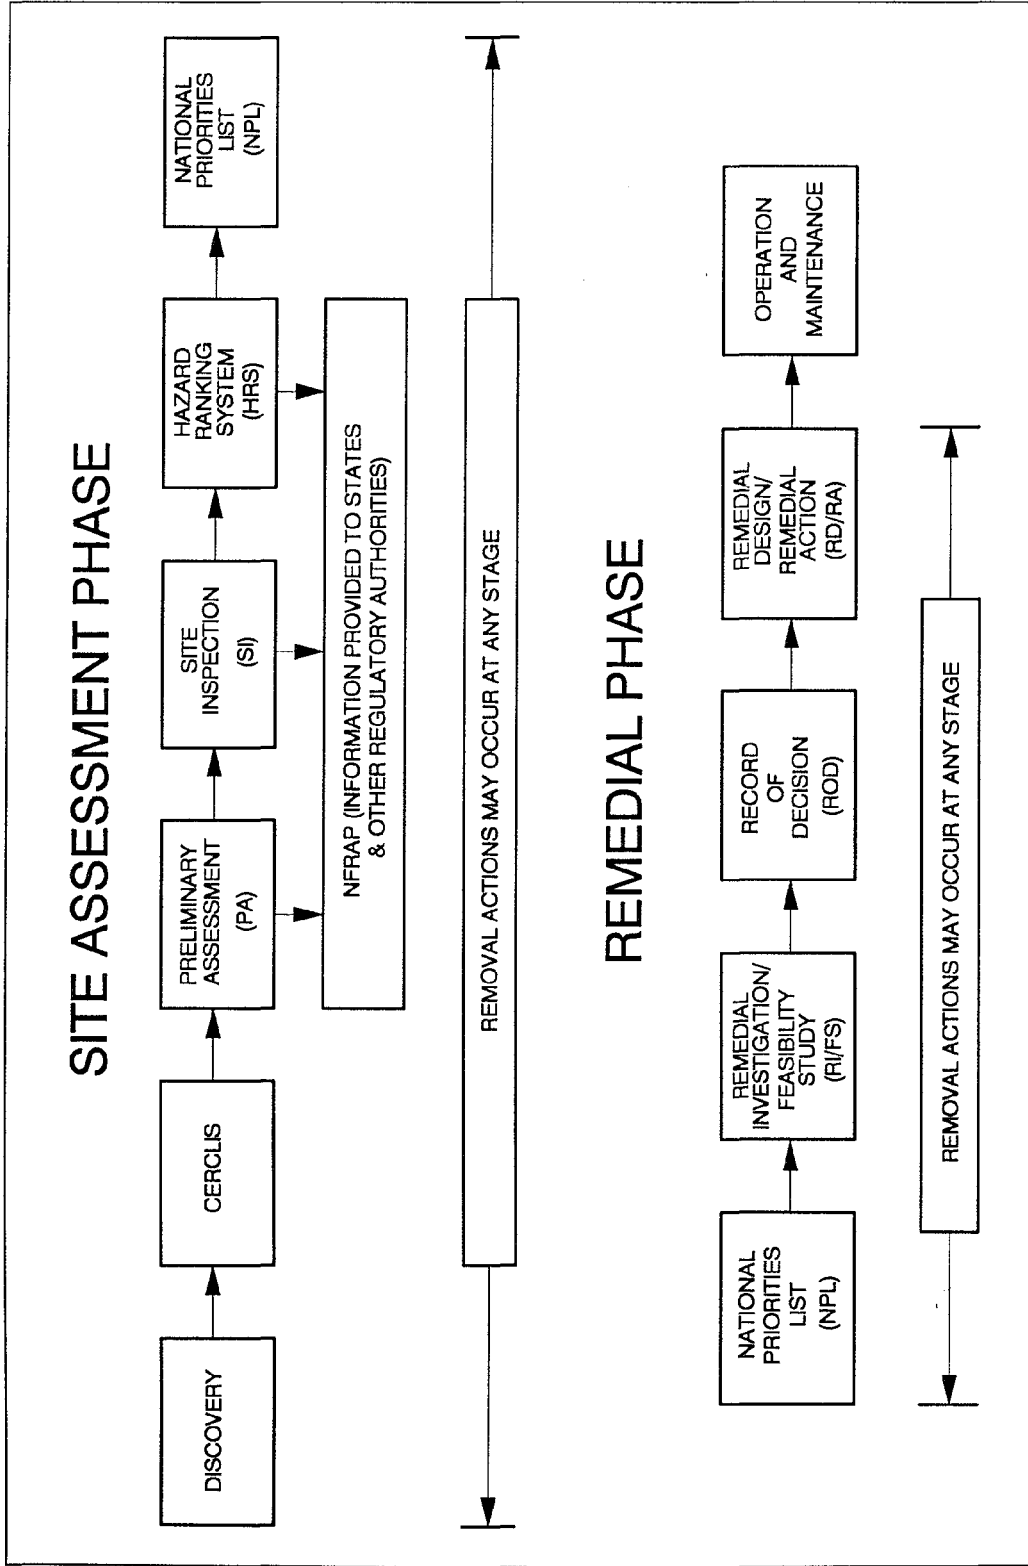 SITE ASSESSMENT PHASE
DISCOVERY
CERCLIS
PRELIMINARY
ASSESSMENT
(PA)
SITE
INSPECTION
(SI)
HAZARD
RANKING
SYSTEM
(HRS)
NATIONAL
PRIORITIES
LIST
(NPL)
NFRAP (INFORMATION PROVIDED TO STATES
& OTHER REGULATORY AUTHORITIES)
REMOVAL ACTIONS MAY OCCUR AT ANY STAGE
REMEDIAL PHASE
NATIONAL
PRIORITIES
LIST
(NPL)
REMEDIAL
INVESTIGATION/
FEASIBILITY
STUDY
(RI/FS)
RECORD
OF
DECISION
(ROD)
REMEDIAL
DESIGN/
REMEDIAL
ACTION
(RD/RA)
OPERATION
AND
MAINTENANCE
REMOVAL ACTIONS MAY OCCUR AT ANY STAGE